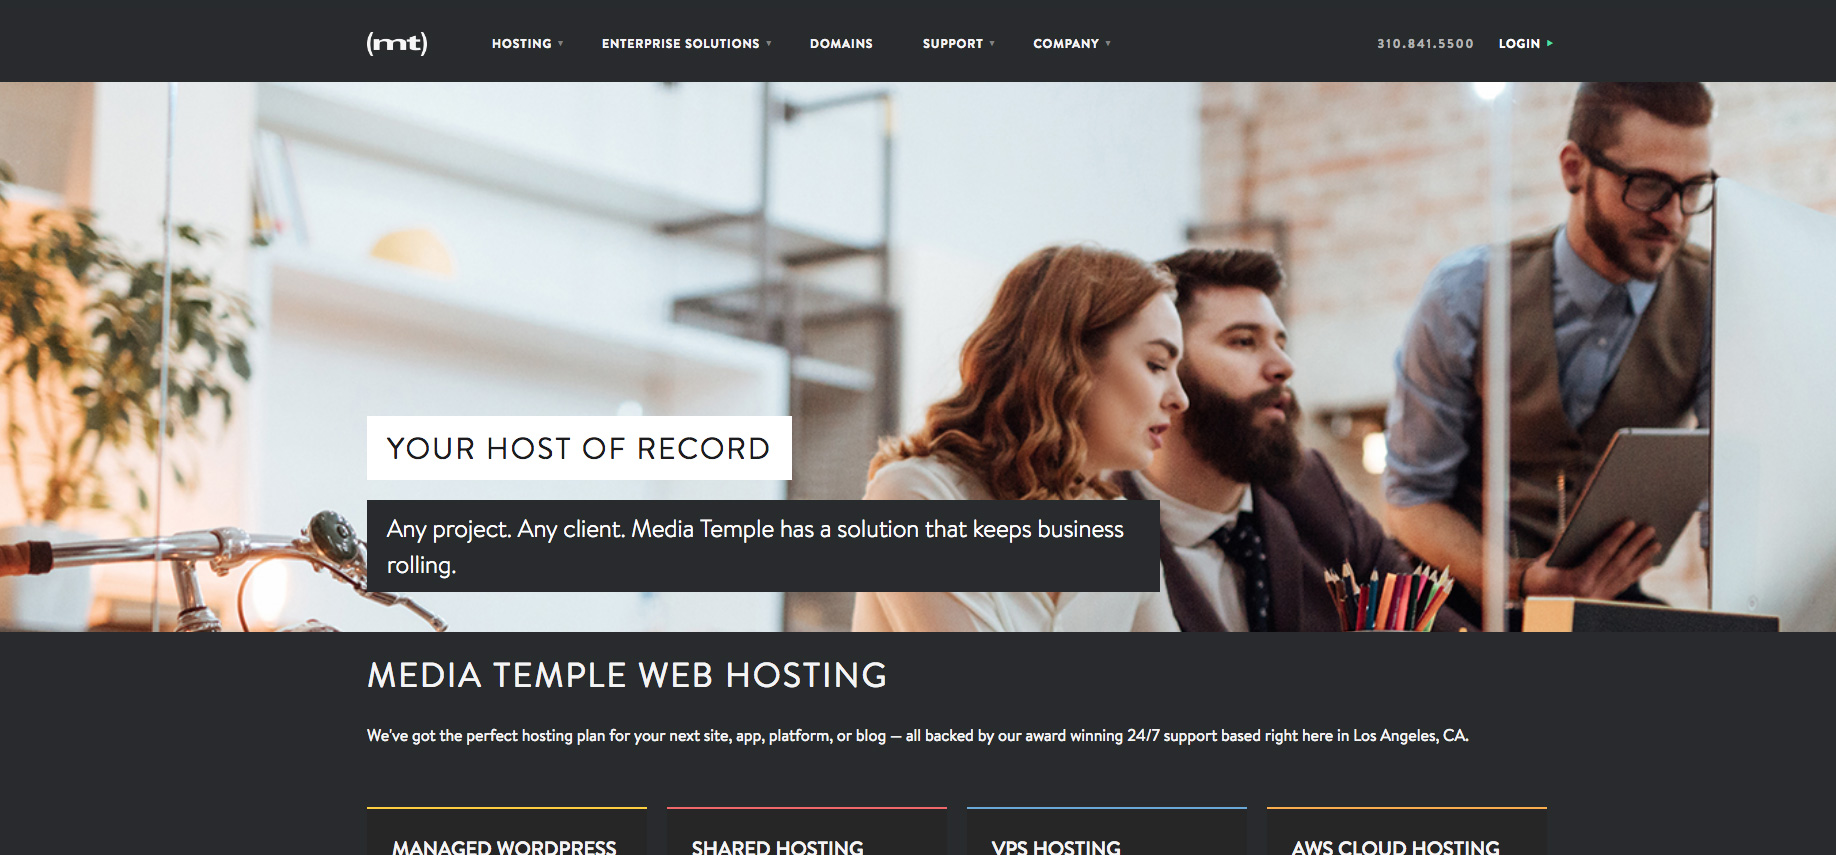 (mt) HOSTING ENTERPRISE SOLUTIONS DOMAINS SUPPORT COMPANY 310.841.5500 LOGIN
YOUR HOST OF RECORD
Any project. Any client. Media Temple has a solution that keeps business
rolling.
MEDIA TEMPLE WEB HOSTING
We've got the perfect hosting plan for your next site, app, platform, or blog — all backed by our award winning 24/7 support based right here in Los Angeles, CA.
MANAGED WORDPRESS SHARED HOSTING VPS HOSTING AWS CLOUD HOSTING